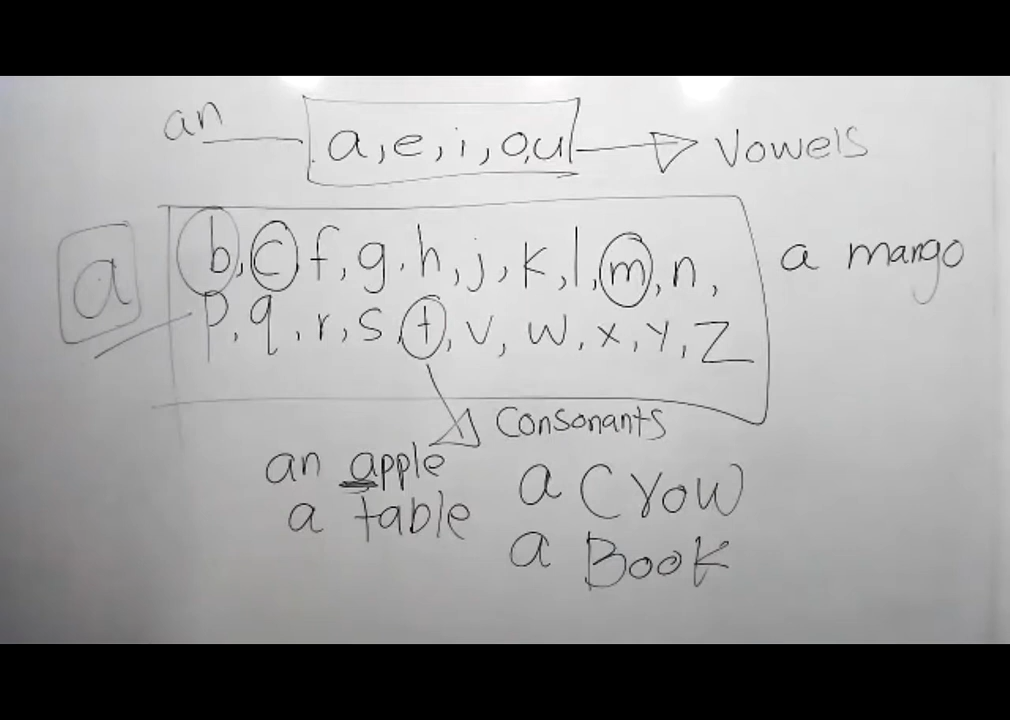 an a,e,i,o,u Vowels
a b, c, f, g, h, j, k, l, m, n, a mango
p, q, r, s, t, v, w, x, y, z
Consonants
an apple
a table
a Crow
a Book